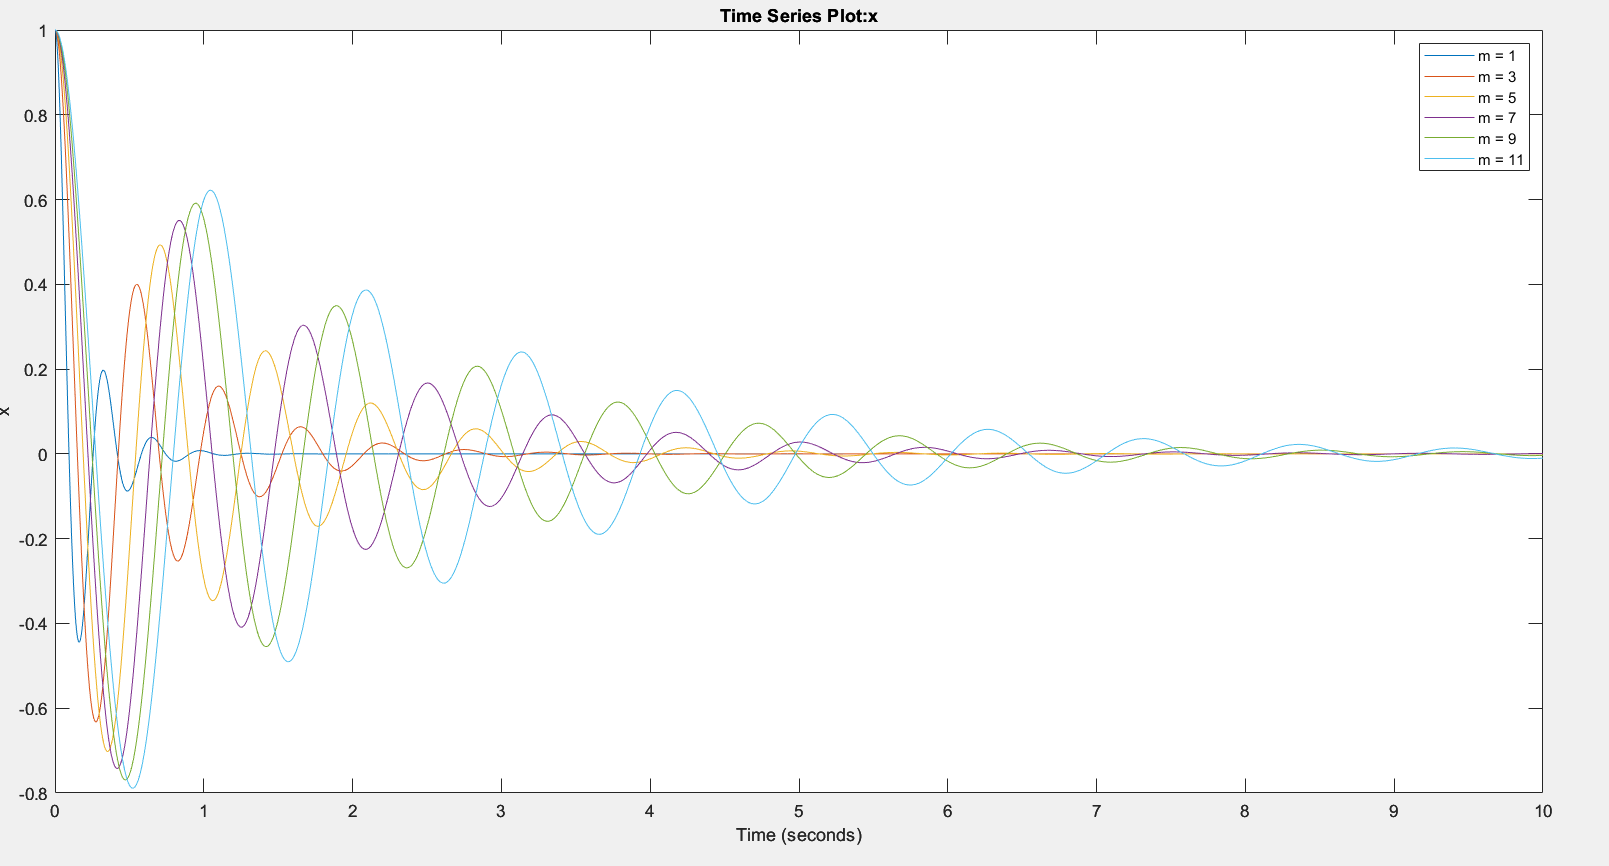 Time Series Plot:x
m = 1
m = 3
m = 5
m = 7
m = 9
m = 11
1
0.8
0.6
0.4
0.2
0
-0.2
-0.4
-0.6
-0.8
x
0 1 2 3 4 5 6 7 8 9 10
Time (seconds)